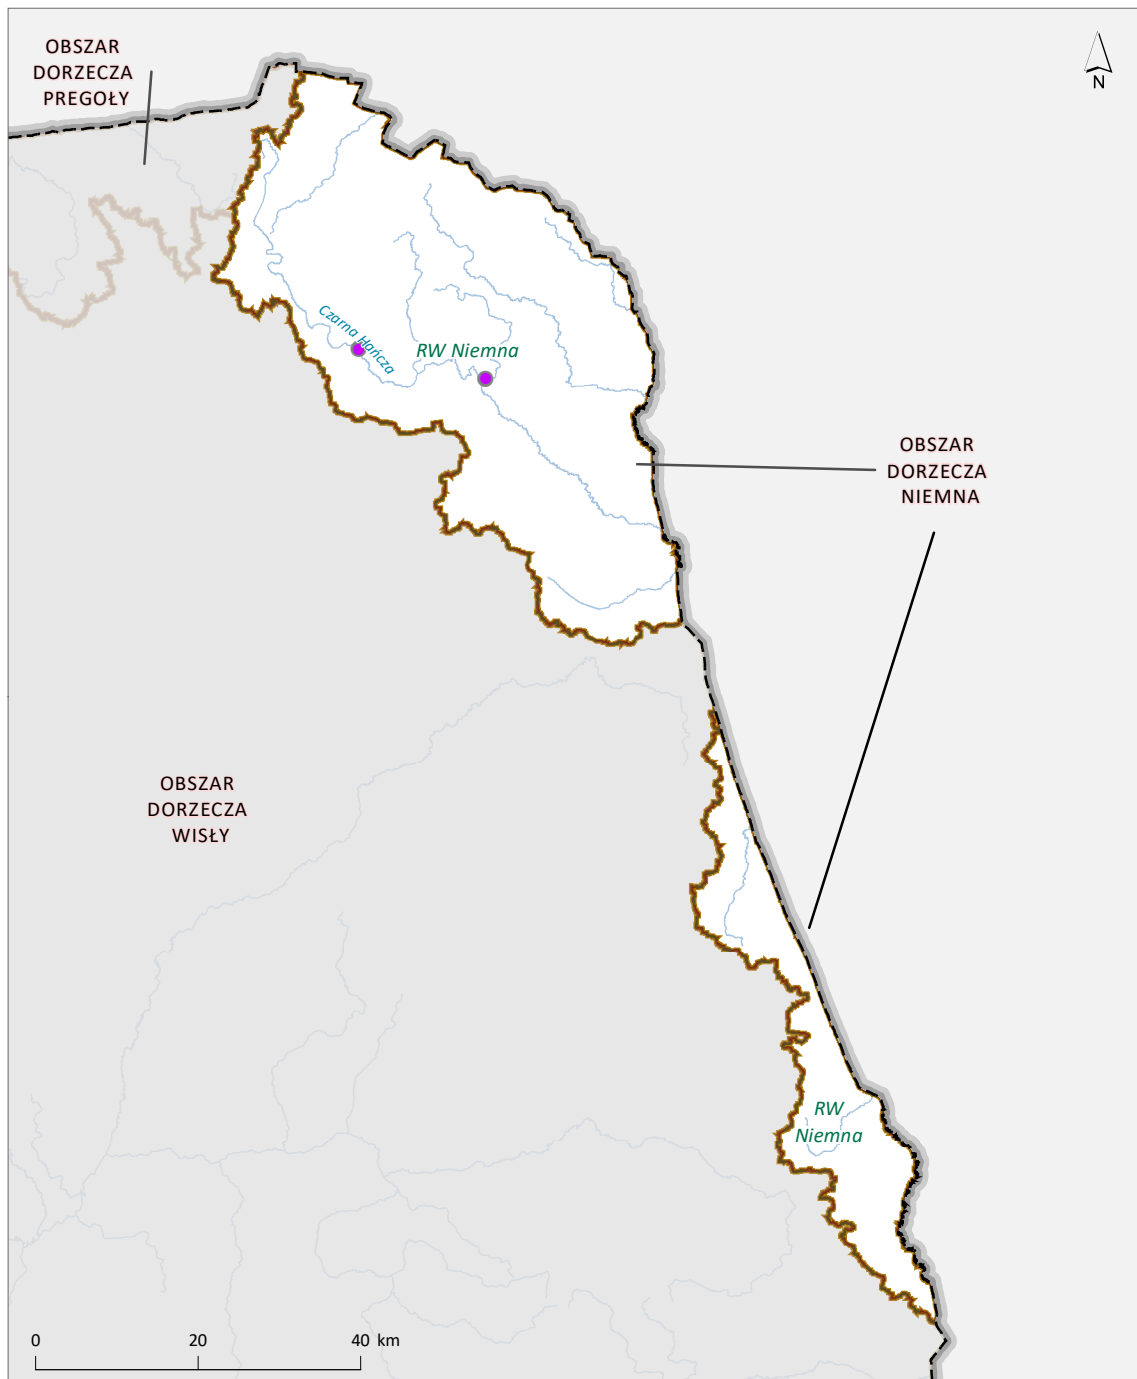 OBSZAR
DORZECZA
PREGOŁY
N
Czarna Hańcza
RW Niemna
OBSZAR
DORZECZA
NIEMNA
OBSZAR
DORZECZA
WISŁY
RW
Niemna
0 20 40 km